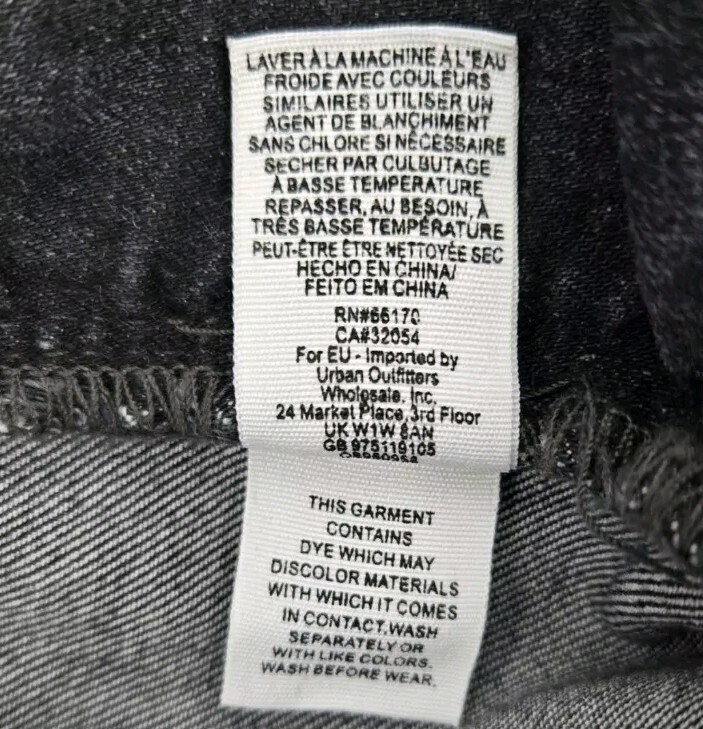 LAVER À LA MACHINE À L'EAU
FROIDE AVEC COULEURS
SIMILAIRES UTILISER UN
AGENT DE BLANCHIMENT
SANS CHLORE SI NÉCESSAIRE
SÉCHER PAR CULBUTAGE
À BASSE TEMPÉRATURE
REPASSER, AU BESOIN, À
TRÈS BASSE TEMPÉRATURE
PEUT-ÊTRE ÊTRE NETTOYÉE SEC
HECHO EN CHINA/
FEITO EM CHINA
RN#66170
CA#32054
For EU - Imported by
Urban Outfitters
Wholesale, Inc.
24 Market Place, 3rd Floor
UK W1W 8AN
GB 975119105
THIS GARMENT
CONTAINS
DYE WHICH MAY
DISCOLOR MATERIALS
WITH WHICH IT COMES
IN CONTACT.WASH
SEPARATELY OR
WITH LIKE COLORS.
WASH BEFORE WEAR.